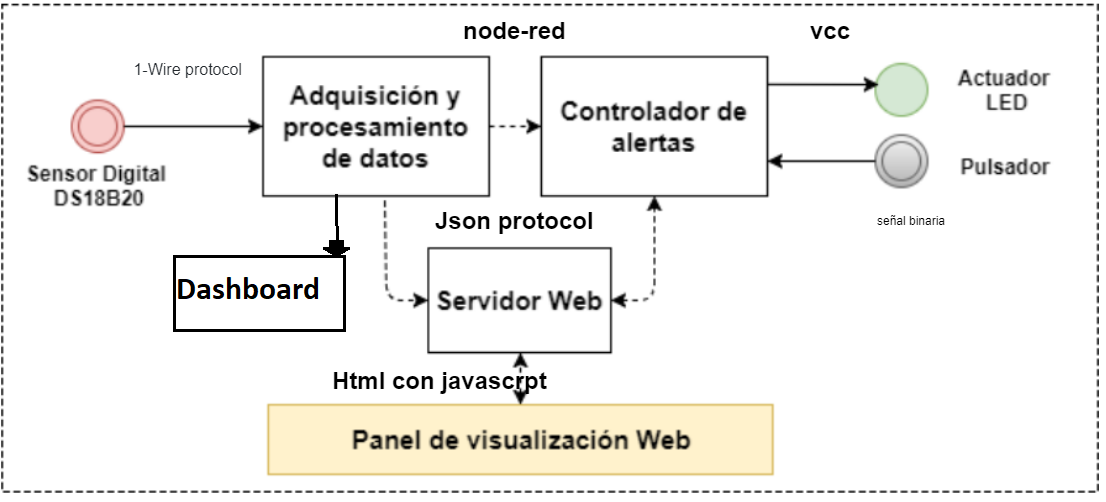 node-red
vcc
1-Wire protocol
Adquisición y
procesamiento
de datos
Controlador de
alertas
Actuador
LED
Sensor Digital
DS18B20
Pulsador
señal binaria
Json protocol
Dashboard
Servidor Web
Html con javascrpt
Panel de visualización Web